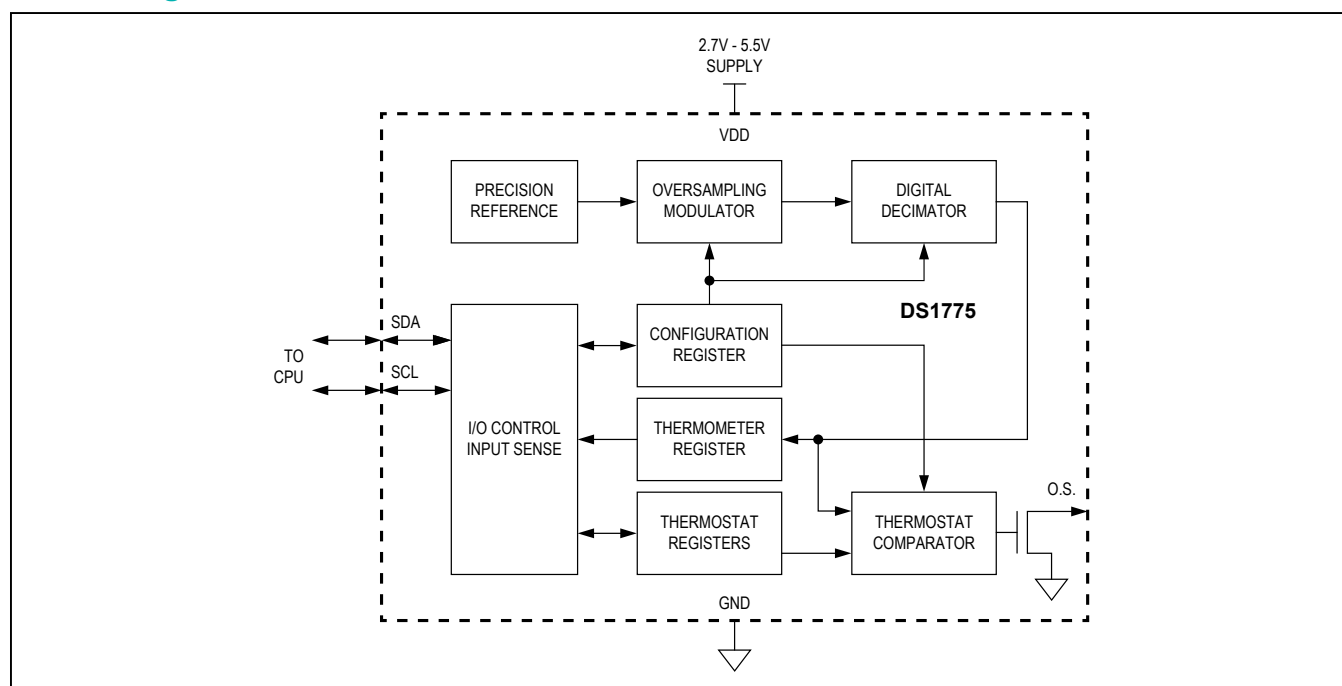 2.7V - 5.5V
SUPPLY
VDD
PRECISION
REFERENCE
OVERSAMPLING
MODULATOR
DIGITAL
DECIMATOR
DS1775
SDA
TO
CPU
SCL
I/O CONTROL
INPUT SENSE
CONFIGURATION
REGISTER
THERMOMETER
REGISTER
THERMOSTAT
REGISTERS
THERMOSTAT
COMPARATOR
O.S.
GND